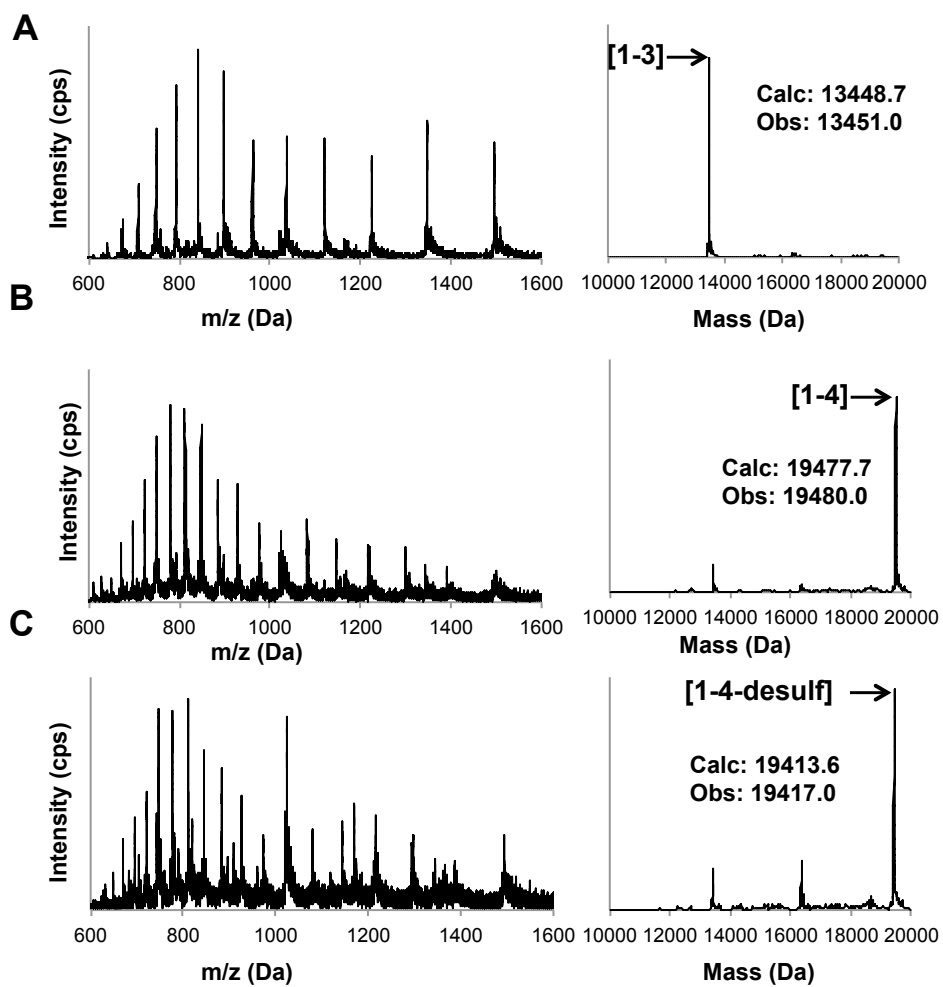 A
Intensity (cps)
600 800 1000 1200 1400 1600
m/z (Da)
[1-3]
Calc: 13448.7
Obs: 13451.0
10000 12000 14000 16000 18000 20000
Mass (Da)
B
Intensity (cps)
600 800 1000 1200 1400 1600
m/z (Da)
[1-4]
Calc: 19477.7
Obs: 19480.0
10000 12000 14000 16000 18000 20000
Mass (Da)
C
Intensity (cps)
600 800 1000 1200 1400 1600
m/z (Da)
[1-4-desulf]
Calc: 19413.6
Obs: 19417.0
10000 12000 14000 16000 18000 20000
Mass (Da)